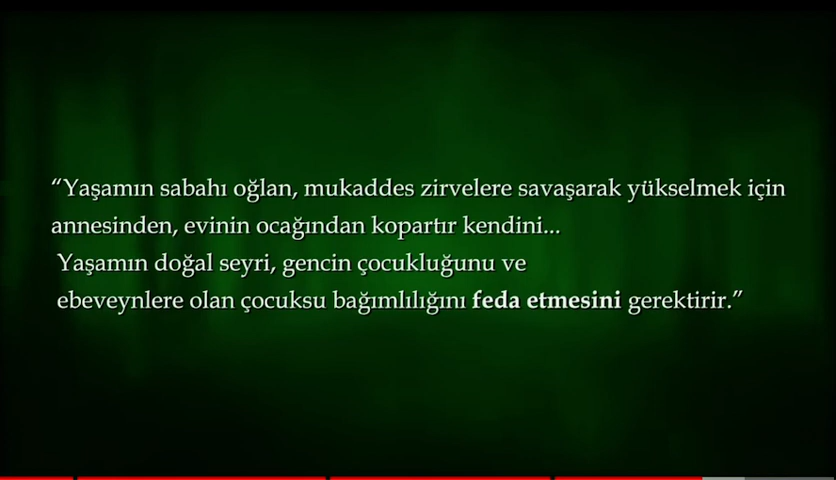 “Yaşamın sabahı oğlan, mukaddes zirvelere savaşarak yükselmek için
annesinden, evinin ocağından kopartır kendini...
Yaşamın doğal seyri, gencin çocukluğunu ve
ebeveynlere olan çocuksu bağımlılığını feda etmesini gerektirir.”